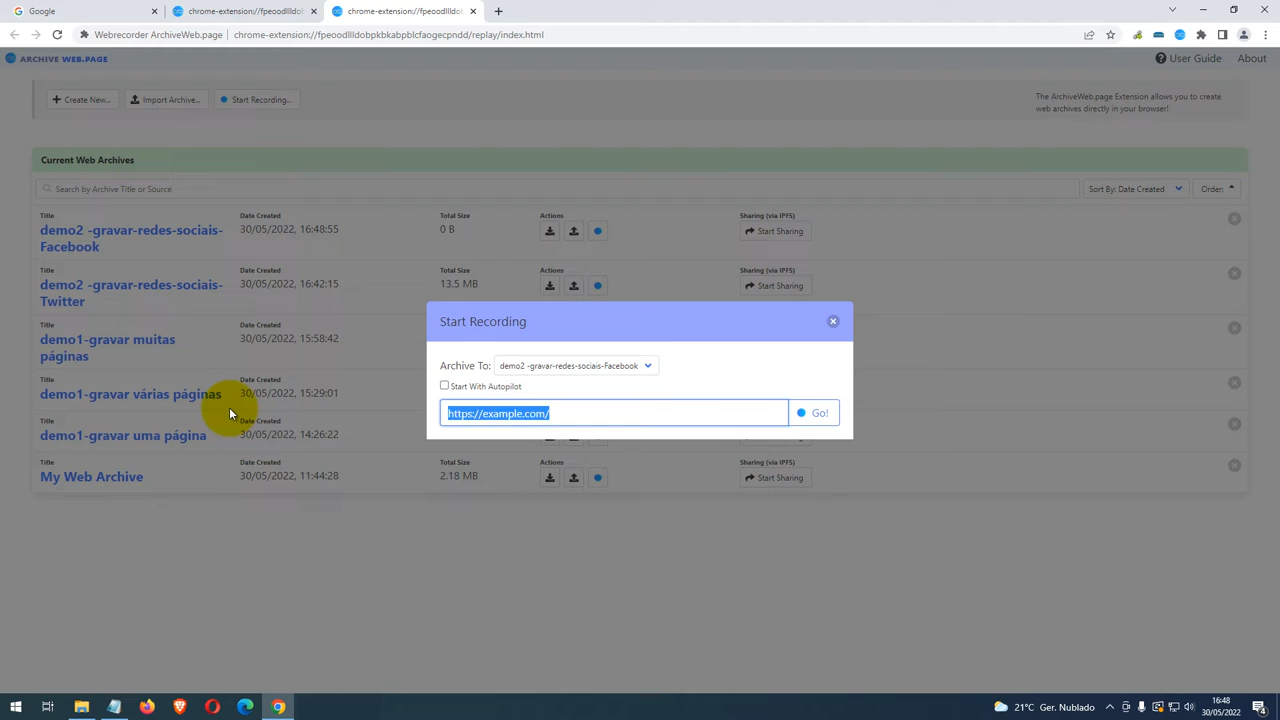 Google
chrome-extension://fpeoodllldobp
chrome-extension://fpeoodllldobp
Webrecorder ArchiveWeb.page
chrome-extension://fpeoodllldobpkbkabpblcfaogecpndd/replay/index.html
ARCHIVE WEB.PAGE
User Guide
About
Create New...
Import Archive...
Start Recording...
The ArchiveWeb.page Extension allows you to create
web archives directly in your browser!
Current Web Archives
Search by Archive Title or Source
Sort By: Date Created
Order:
Title
Date Created
Total Size
Actions
Sharing (via IPFS)
demo2 -gravar-redes-sociais-
Facebook
30/05/2022, 16:48:55
0 B
Start Sharing
Title
Date Created
Total Size
Actions
Sharing (via IPFS)
demo2 -gravar-redes-sociais-
Twitter
30/05/2022, 16:42:15
13.5 MB
Start Sharing
Title
Date Created
demo1-gravar muitas
páginas
30/05/2022, 15:58:42
Title
Date Created
demo1-gravar várias páginas
30/05/2022, 15:29:01
Title
Date Created
demo1-gravar uma página
30/05/2022, 14:26:22
Title
Date Created
Total Size
Actions
Sharing (via IPFS)
My Web Archive
30/05/2022, 11:44:28
2.18 MB
Start Sharing
Start Recording
Archive To:
demo2 -gravar-redes-sociais-Facebook
Start With Autopilot
https://example.com/
Go!
21°C Ger. Nublado
16:48
30/05/2022